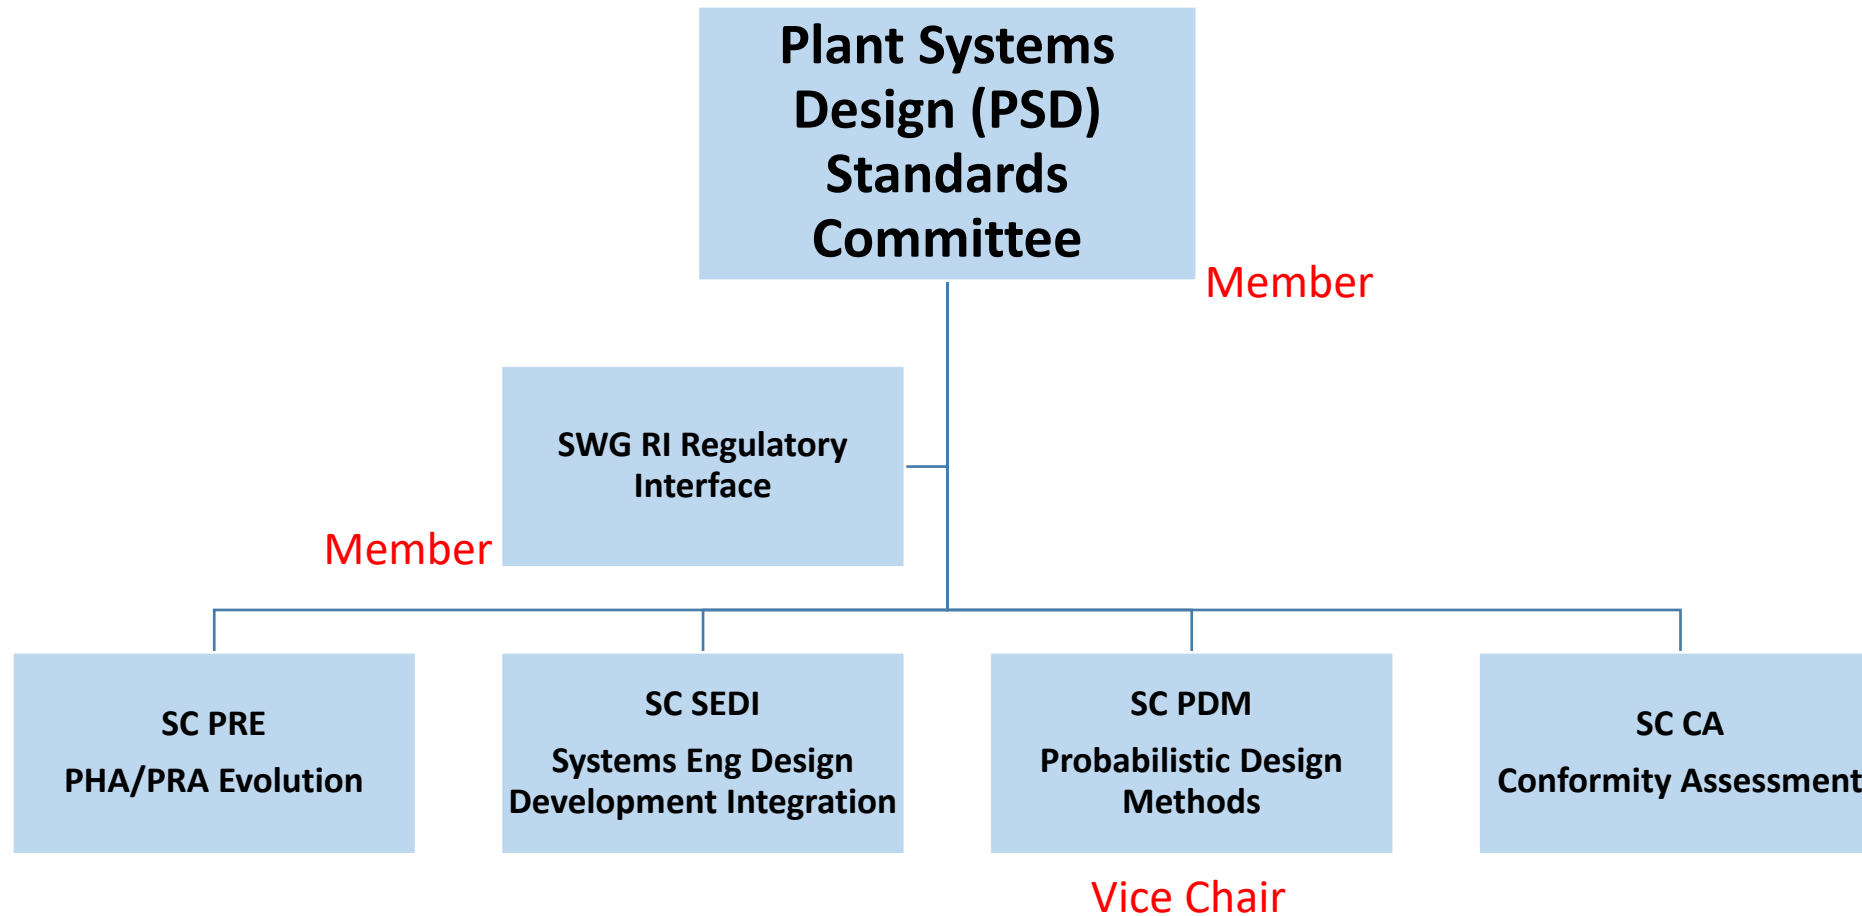 Plant Systems
Design (PSD)
Standards
Committee
Member
SWG RI Regulatory
Interface
Member
SC PRE
PHA/PRA Evolution
SC SEDI
Systems Eng Design
Development Integration
SC PDM
Probabilistic Design
Methods
SC CA
Conformity Assessment
Vice Chair